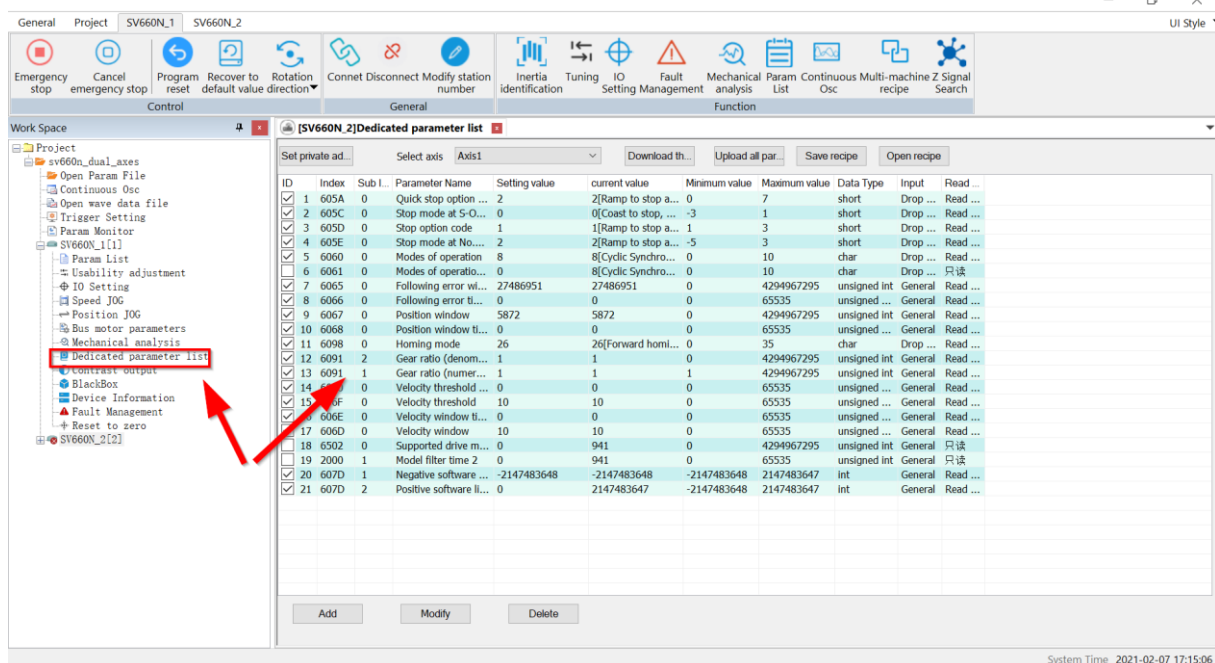 General Project SV660N_1 SV660N_2 UI Style
Emergency stop Cancel emergency stop Program reset Recover to default value Rotation direction Connet Disconnect Modify station number Inertia identification Tuning IO Setting Fault Management Mechanical analysis Param List Continuous Osc Multi-machine recipe Z Signal Search
Control General Function
Work Space
[SV660N_2]Dedicated parameter list
Project
sv660n_dual_axes
Open Param File
Continuous Osc
Open wave data file
Trigger Setting
Param Monitor
SV660N_1[1]
Param List
Usability adjustment
IO Setting
Speed JOG
Position JOG
Bus motor parameters
Mechanical analysis
Dedicated parameter list
Contrast output
BlackBox
Device Information
Fault Management
Reset to zero
SV660N_2[2]
Set private ad... Select axis Axis1 Download th... Upload all par... Save recipe Open recipe
ID Index Sub I... Parameter Name Setting value current value Minimum value Maximum value Data Type Input Read ...
1 605A 0 Quick stop option ... 2 2[Ramp to stop a... 0 7 short Drop ... Read ...
2 605C 0 Stop mode at S-O... 0 0[Coast to stop, ... -3 1 short Drop ... Read ...
3 605D 0 Stop option code 1 1[Ramp to stop a... 1 3 short Drop ... Read ...
4 605E 0 Stop mode at No.... 2 2[Ramp to stop a... -5 3 short Drop ... Read ...
5 6060 0 Modes of operation 8 8[Cyclic Synchro... 0 10 char Drop ... Read ...
6 6061 0 Modes of operatio... 0 8[Cyclic Synchro... 0 10 char Drop ... 只读
7 6065 0 Following error wi... 27486951 27486951 0 4294967295 unsigned int General Read ...
8 6066 0 Following error ti... 0 0 0 65535 unsigned ... General Read ...
9 6067 0 Position window 5872 5872 0 4294967295 unsigned int General Read ...
10 6068 0 Position window ti... 0 0 0 65535 unsigned ... General Read ...
11 6098 0 Homing mode 26 26[Forward homi... 0 35 char Drop ... Read ...
12 6091 2 Gear ratio (denom... 1 1 0 4294967295 unsigned int General Read ...
13 6091 1 Gear ratio (numer... 1 1 1 4294967295 unsigned int General Read ...
14 0 Velocity threshold ... 0 0 0 65535 unsigned ... General Read ...
15 0 Velocity threshold 10 10 0 65535 unsigned ... General Read ...
606E 0 Velocity window ti... 0 0 0 65535 unsigned ... General Read ...
17 606D 0 Velocity window 10 10 0 65535 unsigned ... General Read ...
18 6502 0 Supported drive m... 0 941 0 4294967295 unsigned int General 只读
19 2000 1 Model filter time 2 0 941 0 65535 unsigned int General 只读
20 607D 1 Negative software ... -2147483648 -2147483648 -2147483648 2147483647 int General Read ...
21 607D 2 Positive software li... 0 2147483647 -2147483648 2147483647 int General Read ...
Add Modify Delete
System Time 2021-02-07 17:15:06